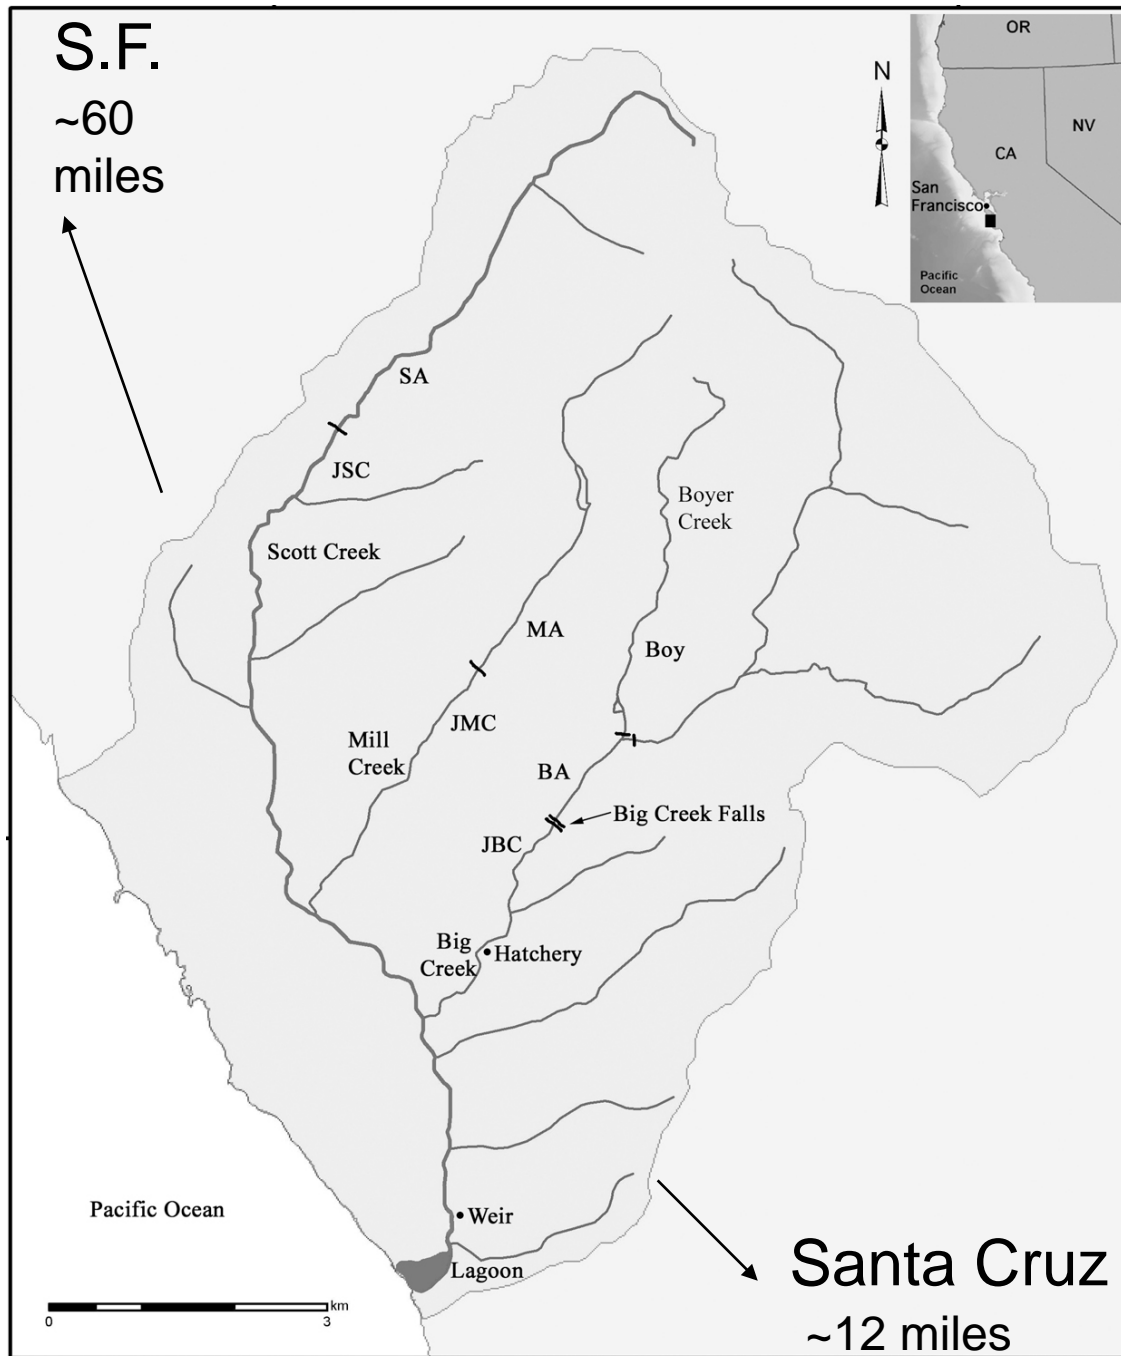 S.F.
~60
miles
N
OR
NV
CA
San
Francisco
Pacific
Ocean
SA
JSC
Boyer
Creek
Scott Creek
MA
Boy
JMC
Mill
Creek
BA
Big Creek Falls
JBC
Big
Creek
Hatchery
Pacific Ocean
Weir
Lagoon
Santa Cruz
~12 miles
km
0
3